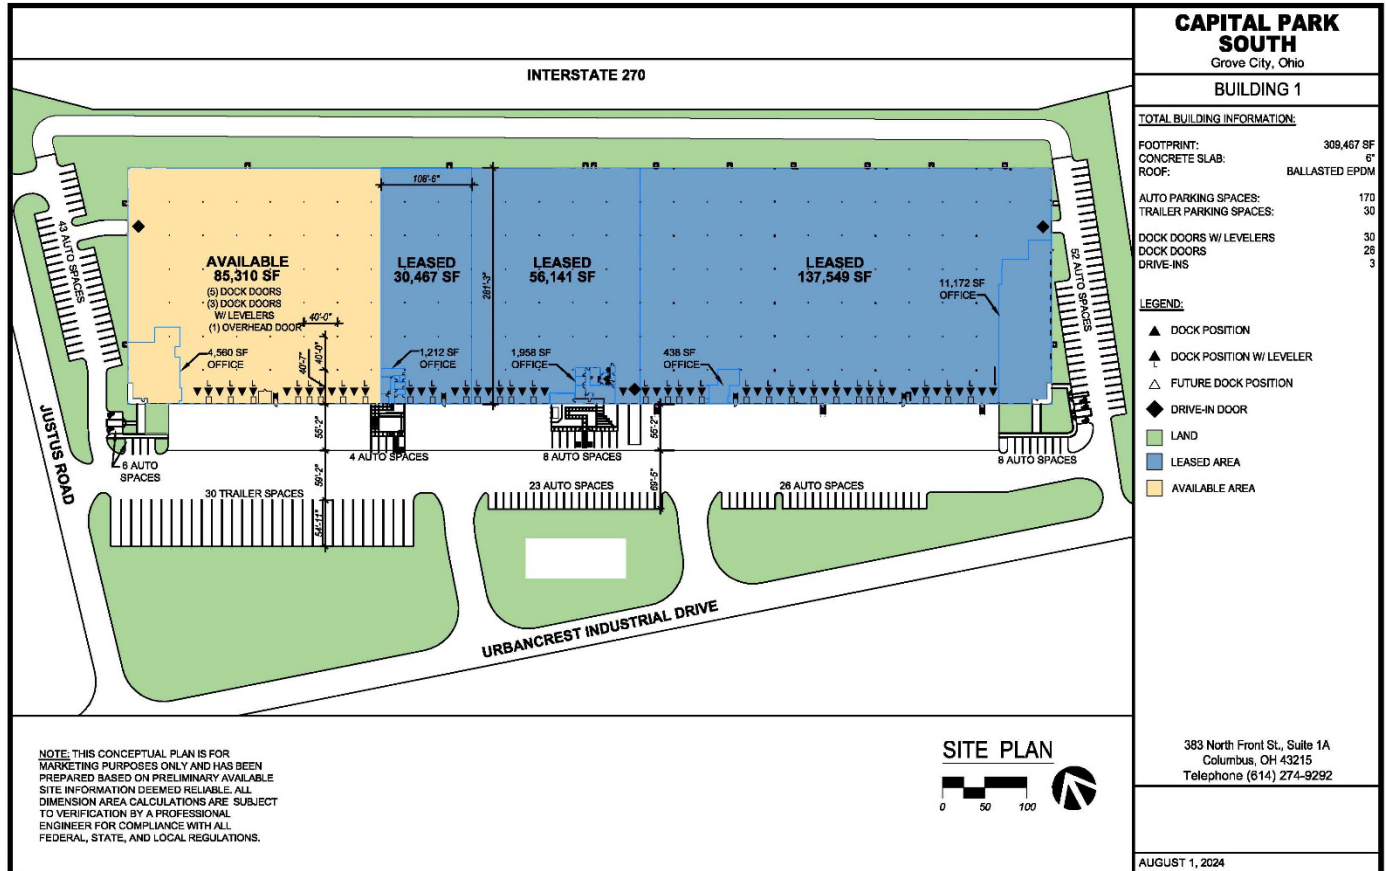 CAPITAL PARK
SOUTH
Grove City, Ohio
BUILDING 1
TOTAL BUILDING INFORMATION:
FOOTPRINT: 309,467 SF
CONCRETE SLAB: 6"
ROOF: BALLASTED EPDM
AUTO PARKING SPACES: 170
TRAILER PARKING SPACES: 30
DOCK DOORS W/ LEVELERS 30
DOCK DOORS 26
DRIVE-INS 3
LEGEND:
DOCK POSITION
DOCK POSITION W/ LEVELER
L
FUTURE DOCK POSITION
DRIVE-IN DOOR
LAND
LEASED AREA
AVAILABLE AREA
383 North Front St., Suite 1A
Columbus, OH 43215
Telephone (614) 274-9292
AUGUST 1, 2024
INTERSTATE 270
108'-6"
281'-3"
AVAILABLE
85,310 SF
(5) DOCK DOORS
(3) DOCK DOORS
W/ LEVELERS
(1) OVERHEAD DOOR
40'-0"
40'-0"
40'-7"
LEASED
30,467 SF
LEASED
56,141 SF
LEASED
137,549 SF
11,172 SF
OFFICE
4,560 SF
OFFICE
1,212 SF
OFFICE
1,958 SF
OFFICE
438 SF
OFFICE
43 AUTO SPACES
52 AUTO SPACES
55'-2"
55'-2"
6 AUTO
SPACES
4 AUTO SPACES
8 AUTO SPACES
8 AUTO SPACES
59'-2"
69'-5"
30 TRAILER SPACES
23 AUTO SPACES
26 AUTO SPACES
54'-11"
JUSTUS ROAD
URBANCREST INDUSTRIAL DRIVE
NOTE: THIS CONCEPTUAL PLAN IS FOR
MARKETING PURPOSES ONLY AND HAS BEEN
PREPARED BASED ON PRELIMINARY AVAILABLE
SITE INFORMATION DEEMED RELIABLE. ALL
DIMENSION AREA CALCULATIONS ARE SUBJECT
TO VERIFICATION BY A PROFESSIONAL
ENGINEER FOR COMPLIANCE WITH ALL
FEDERAL, STATE, AND LOCAL REGULATIONS.
SITE PLAN
0 50 100